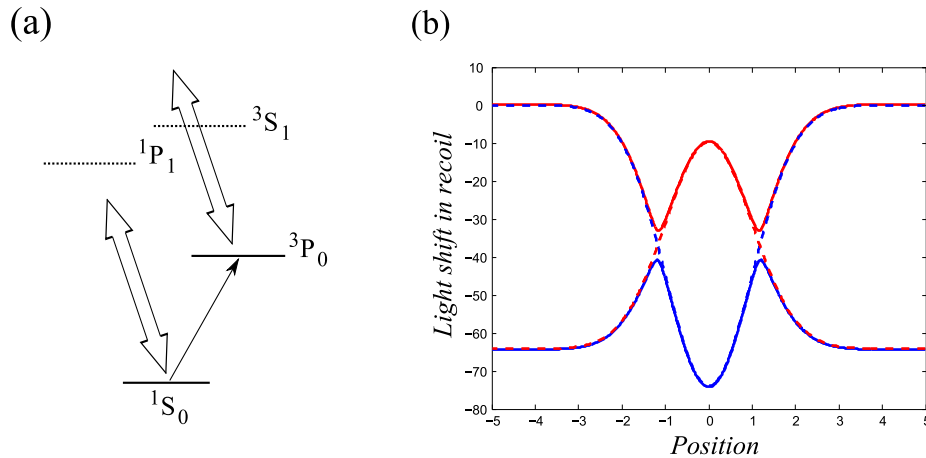 (a)
³S₁
¹P₁
³P₀
¹S₀
(b)
Light shift in recoil
10
0
−10
−20
−30
−40
−50
−60
−70
−80
−5 −4 −3 −2 −1 0 1 2 3 4 5
Position